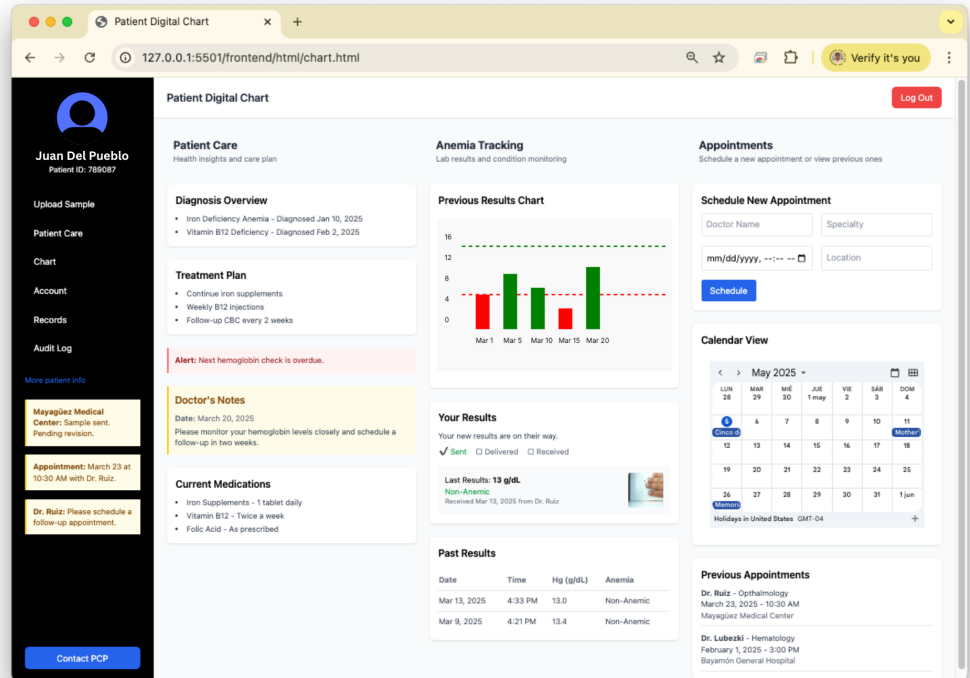 Patient Digital Chart
127.0.0.1:5501/frontend/html/chart.html
Verify it's you
Juan Del Pueblo
Patient ID: 789087
Upload Sample
Patient Care
Chart
Account
Records
Audit Log
More patient info
Mayagüez Medical
Center: Sample sent.
Pending revision.
Appointment: March 23 at
10:30 AM with Dr. Ruiz.
Dr. Ruiz: Please schedule a
follow-up appointment.
Contact PCP
Patient Digital Chart
Log Out
Patient Care
Health insights and care plan
Diagnosis Overview
• Iron Deficiency Anemia - Diagnosed Jan 10, 2025
• Vitamin B12 Deficiency - Diagnosed Feb 2, 2025
Treatment Plan
• Continue iron supplements
• Weekly B12 injections
• Follow-up CBC every 2 weeks
Alert: Next hemoglobin check is overdue.
Doctor's Notes
Date: March 20, 2025
Please monitor your hemoglobin levels closely and schedule a
follow-up in two weeks.
Current Medications
• Iron Supplements - 1 tablet daily
• Vitamin B12 - Twice a week
• Folic Acid - As prescribed
Anemia Tracking
Lab results and condition monitoring
Previous Results Chart
16
12
8
4
0
Mar 1 Mar 5 Mar 10 Mar 15 Mar 20
Your Results
Your new results are on their way.
✓ Sent ☐ Delivered ☐ Received
Last Results: 13 g/dL
Non-Anemic
Received Mar 13, 2025 from Dr. Ruiz
Past Results
Date Time Hg (g/dL) Anemia
Mar 13, 2025 4:33 PM 13.0 Non-Anemic
Mar 9, 2025 4:21 PM 13.4 Non-Anemic
Appointments
Schedule a new appointment or view previous ones
Schedule New Appointment
Doctor Name Specialty
mm/dd/yyyy, --:-- -- Location
Schedule
Calendar View
May 2025
LUN MAR MIÉ JUE VIE SÁB DOM
28 29 30 1 may 2 3 4
5 6 7 8 9 10 11
Cinco d Mother'
12 13 14 15 16 17 18
19 20 21 22 23 24 25
26 27 28 29 30 31 1 jun
Memori
Holidays in United States GMT-04
Previous Appointments
Dr. Ruiz - Opthalmology
March 23, 2025 - 10:30 AM
Mayagüez Medical Center
Dr. Lubezki - Hematology
February 1, 2025 - 3:00 PM
Bayamón General Hospital